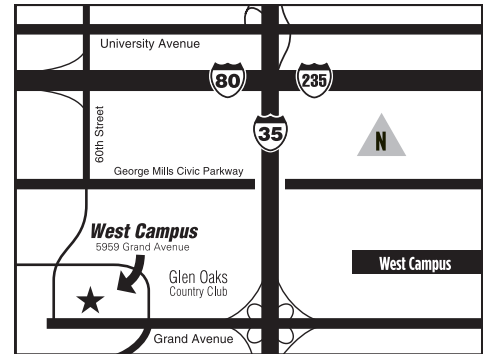 University Avenue
80
235
60th Street
35
N
George Mills Civic Parkway
West Campus
5959 Grand Avenue
West Campus
Glen Oaks
Country Club
Grand Avenue